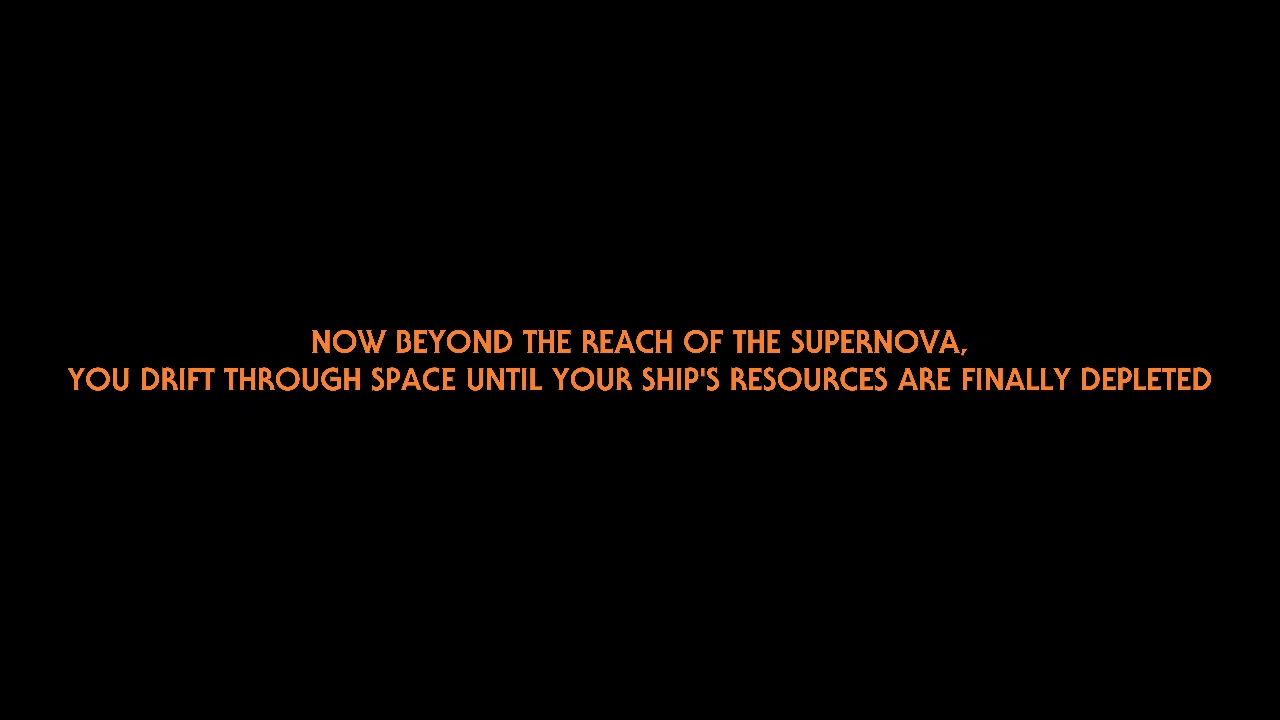 NOW BEYOND THE REACH OF THE SUPERNOVA,
YOU DRIFT THROUGH SPACE UNTIL YOUR SHIP'S RESOURCES ARE FINALLY DEPLETED